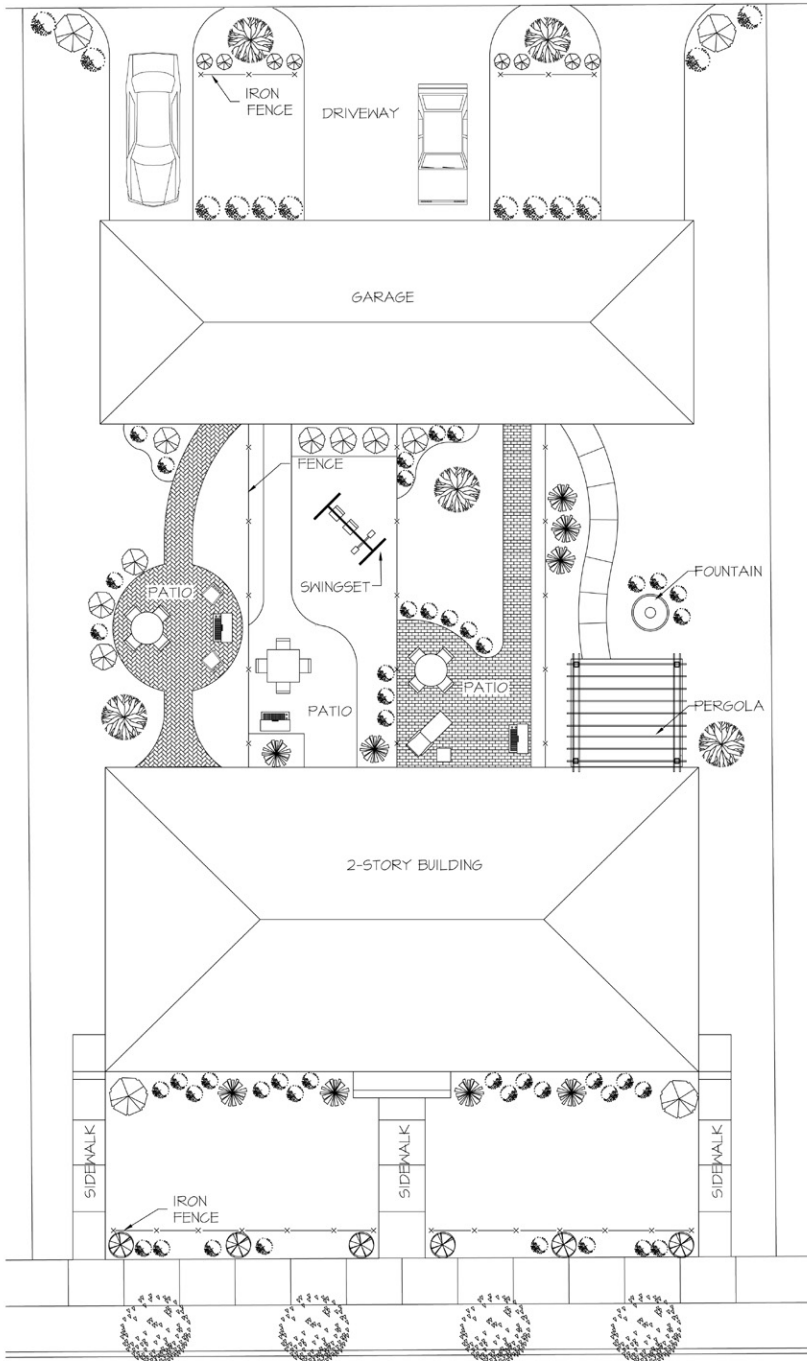 IRON
FENCE
DRIVEWAY
GARAGE
FENCE
SWINGSET
PATIO
FOUNTAIN
PATIO
PATIO
PERGOLA
2-STORY BUILDING
SIDEWALK
SIDEWALK
SIDEWALK
IRON
FENCE